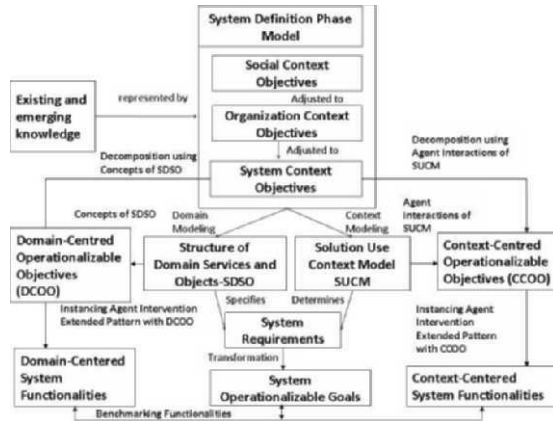 System Definition Phase
Model
Social Context
Objectives
Adjusted to
Existing and
emerging
knowledge
represented by
Organization Context
Objectives
Adjusted to
Decomposition using
Concepts of SDSO
System Context
Objectives
Decomposition using
Agent Interactions of
SUCM
Concepts of SDSO
Domain
Modeling
Context
Modeling
Agent
Interactions of
SUCM
Domain-Centred
Operationalizable
Objectives
(DCOO)
Structure of
Domain Services and
Objects-SDSO
Solution Use
Context Model
SUCM
Context-Centred
Operationalizable
Objectives (CCOO)
Specifies
Determines
Instancing Agent Intervention
Extended Pattern with DCOO
Instancing Agent
Intervention
Extended Pattern
with CCOO
System
Requirements
Transformation
Domain-Centered
System
Functionalities
System
Operationalizable Goals
Context-Centered
System Functionalities
Benchmarking Functionalities